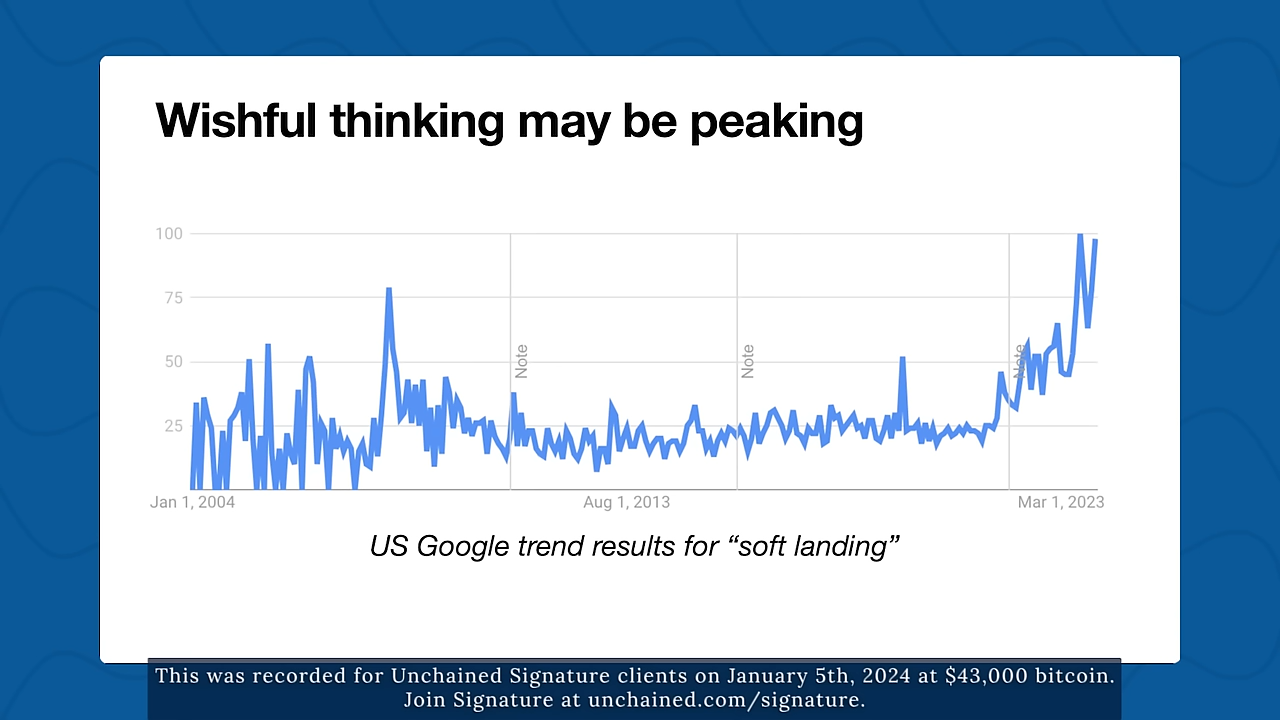 Wishful thinking may be peaking
100
75
50
25
Note
Note
Note
Jan 1, 2004
Aug 1, 2013
Mar 1, 2023
US Google trend results for “soft landing”
This was recorded for Unchained Signature clients on January 5th, 2024 at $43,000 bitcoin.
Join Signature at unchained.com/signature.